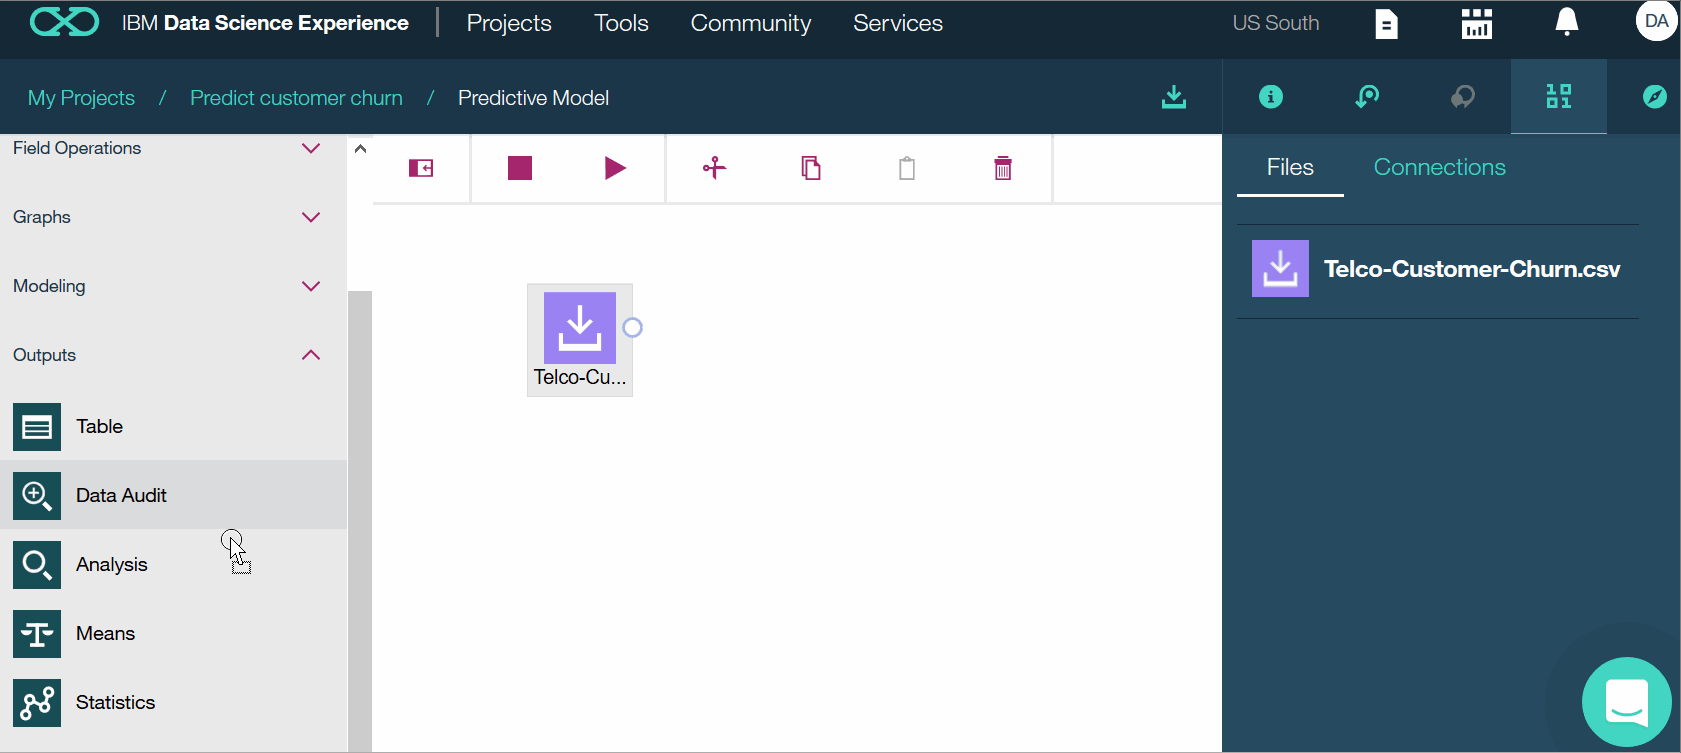 IBM Data Science Experience Projects Tools Community Services US South DA
My Projects / Predict customer churn / Predictive Model
Field Operations
Graphs
Modeling
Outputs
Table
Data Audit
Analysis
Means
Statistics
Telco-Cu...
Files Connections
Telco-Customer-Churn.csv